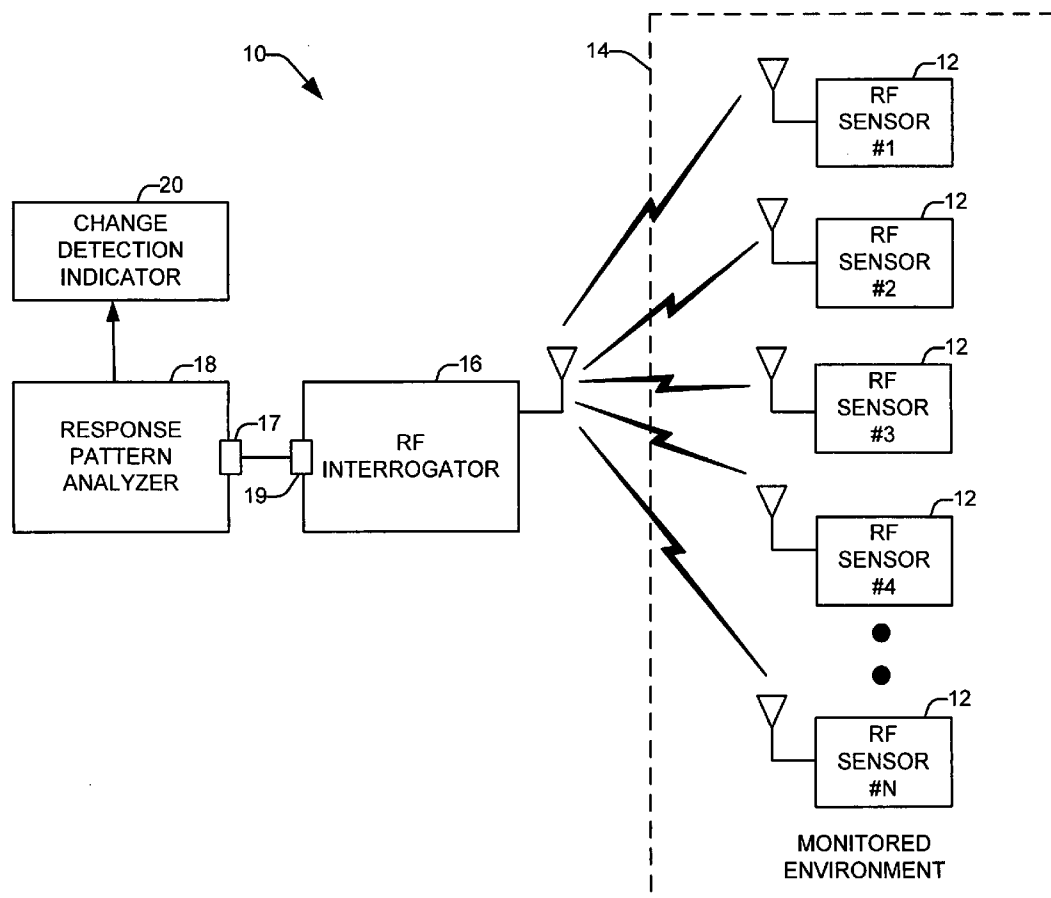 10
14
12
RF
SENSOR
#1
20
CHANGE
DETECTION
INDICATOR
12
RF
SENSOR
#2
18
RESPONSE
PATTERN
ANALYZER
17
19
16
RF
INTERROGATOR
12
RF
SENSOR
#3
12
RF
SENSOR
#4
12
RF
SENSOR
#N
MONITORED
ENVIRONMENT